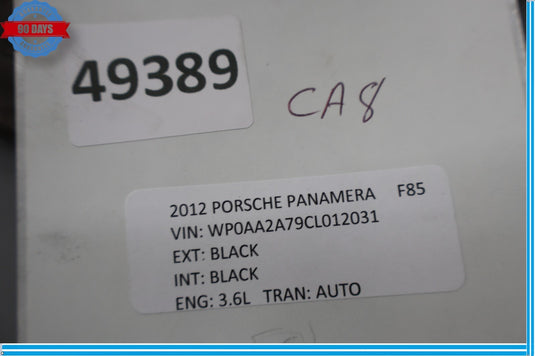 90 DAYS
49389
CA8
2012 PORSCHE PANAMERA F85
VIN: WP0AA2A79CL012031
EXT: BLACK
INT: BLACK
ENG: 3.6L TRAN: AUTO